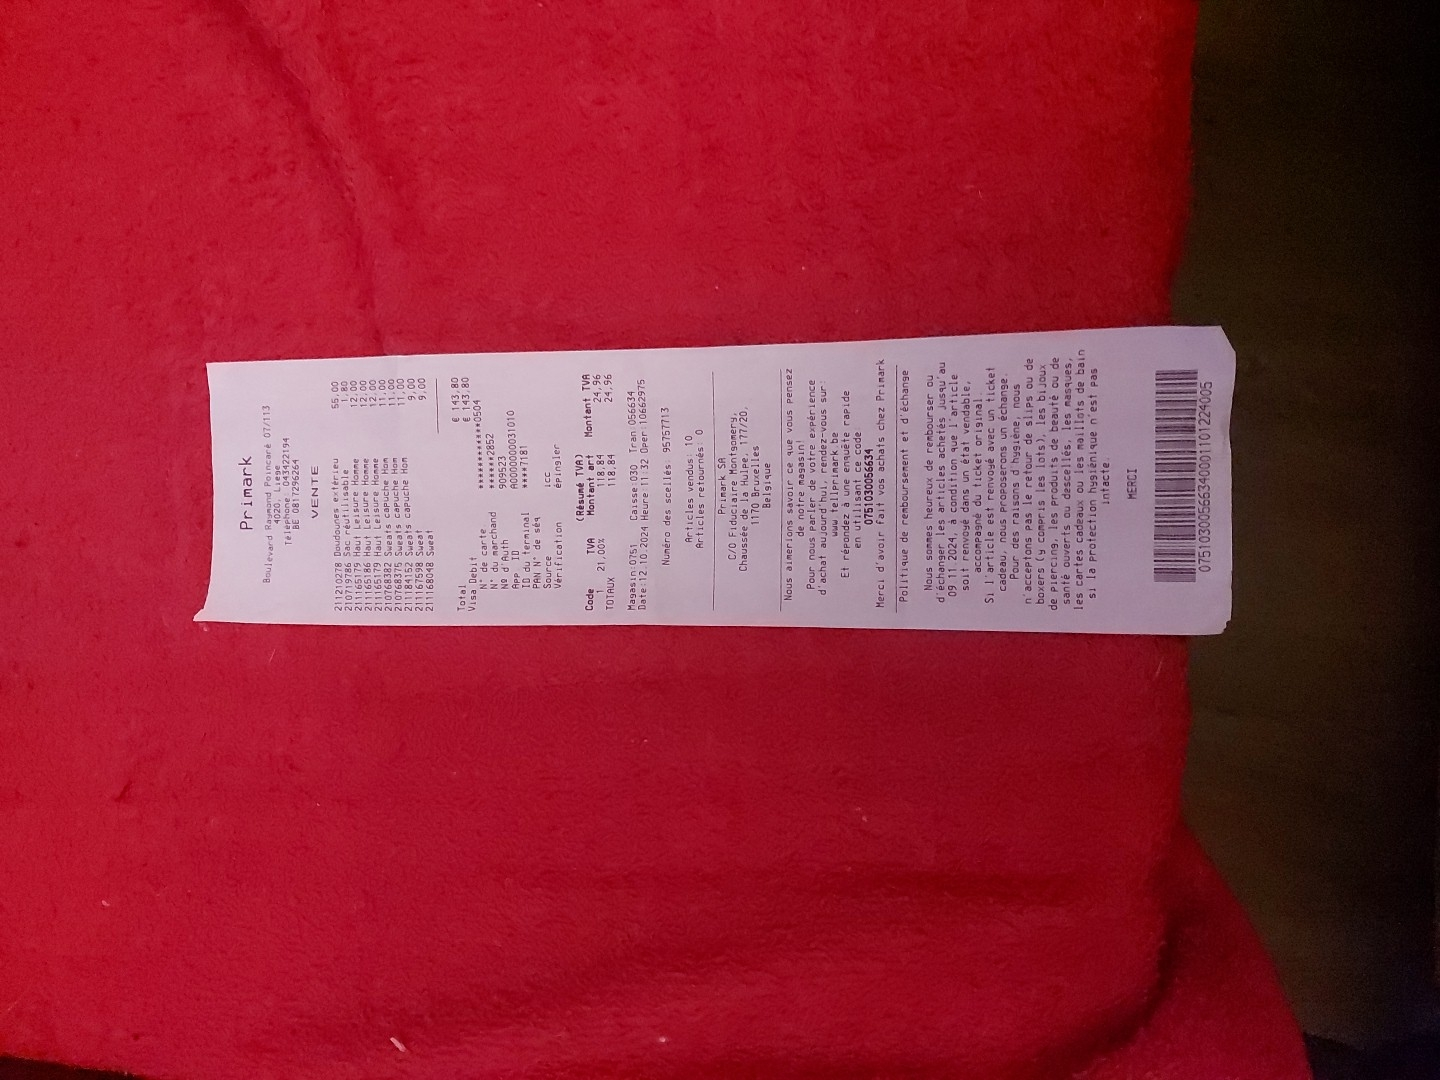 Primark
Boulevard Raymond Poincaré 07/113
4020 Liege
Téléphone: 043422194
BE 0817296264
VENTE
211210278 Doudounes extérieu 55,00
210719786 Sac réutilisable 1,80
211165179 Haut Leisure Homme 12,00
211165186 Haut Leisure Homme 12,00
211165179 Haut Leisure Homme 12,00
210768382 Sweats capuche Hom 11,00
210768375 Sweats capuche Hom 11,00
211184152 Sweats capuche Hom 11,00
211167598 Sweat 9,00
211168048 Sweat 9,00
Total € 143,80
Visa Debit € 143,80
N° de carte ************0504
N° du marchand ******2852
Nº d'Auth 909523
APP ID A0000000031010
ID du terminal ****7181
PAN N° de séq
Source icc
Vérification épingler
(Résumé TVA)
Code TVA Montant art Montant TVA
1 21,00% 118,84 24,96
TOTAUX 118,84 24,96
Magasin:0751 Caisse:030 Tran:056634
Date:12.10.2024 Heure:11:32 Oper:10662975
Numéro des scellés: 95757713
Articles vendus: 10
Articles retournés: 0
Primark SA
C/O Fiduciaire Montgomery,
Chaussée de la Hulpe, 177/20,
1170 Bruxelles
Belgique
Nous aimerions savoir ce que vous pensez
de notre magasin!
Pour nous parler de votre expérience
d'achat aujourd'hui, rendez-vous sur:
www.tellprimark.be
Et répondez à une enquête rapide
en utilisant ce code
0751030056634
Merci d'avoir fait vos achats chez Primark
Politique de remboursement et d'échange
Nous sommes heureux de rembourser ou
d'échanger les articles achetés jusqu'au
09.11.2024 à condition que l'article
soit renvoyé dans un état vendable,
accompagné du ticket original.
Si l'article est renvoyé avec un ticket
cadeau, nous proposerons un échange.
Pour des raisons d'hygiène, nous
n'acceptons pas le retour de slips ou de
boxers (y compris les lots), les bijoux
de piercing, les produits de beauté ou de
santé ouverts ou descellés, les masques,
les cartes cadeaux ou les maillots de bain
si la protection hygiénique n'est pas
intacte.
MERCI
07510300566340001101224005